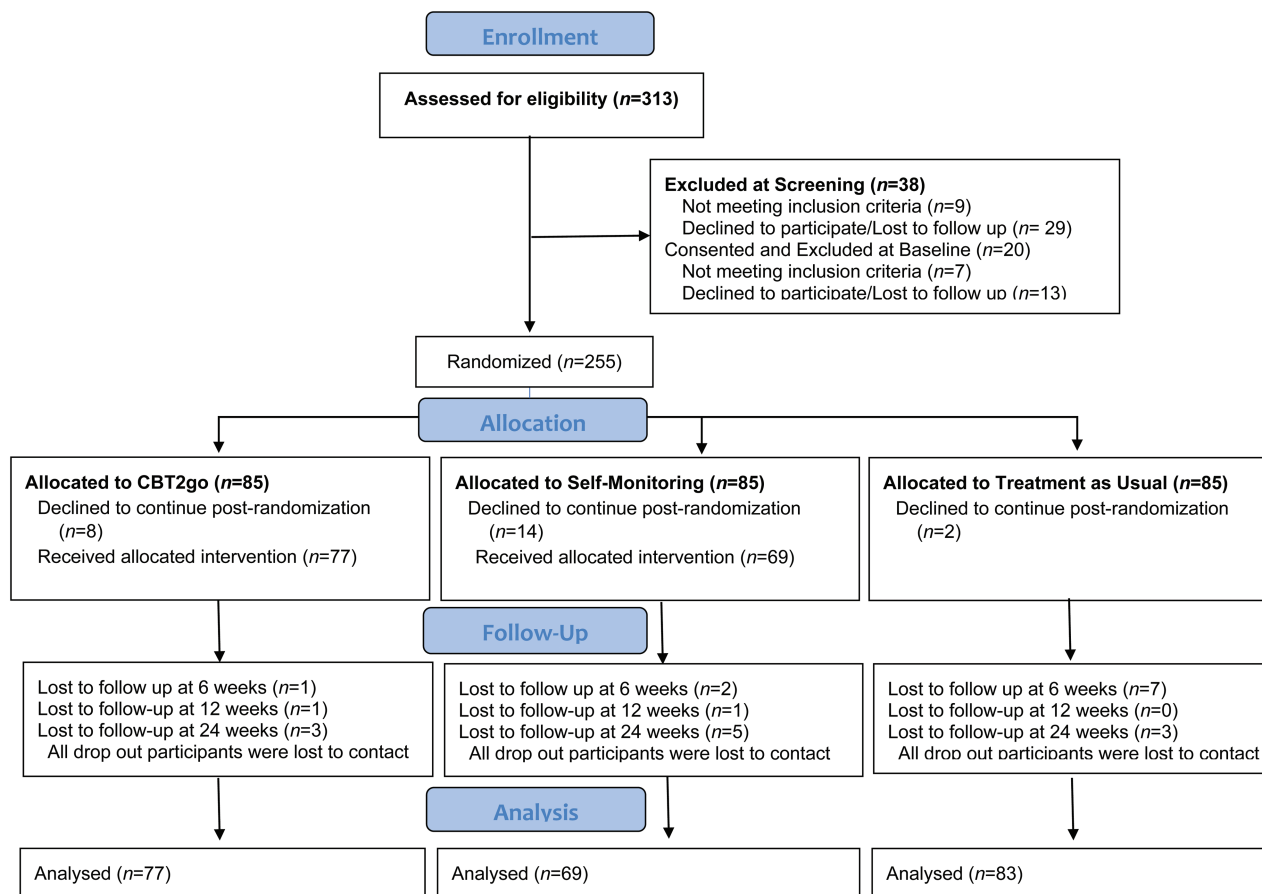 Enrollment
Assessed for eligibility (n=313)
Excluded at Screening (n=38)
Not meeting inclusion criteria (n=9)
Declined to participate/Lost to follow up (n= 29)
Consented and Excluded at Baseline (n=20)
Not meeting inclusion criteria (n=7)
Declined to participate/Lost to follow up (n=13)
Randomized (n=255)
Allocation
Allocated to CBT2go (n=85)
Declined to continue post-randomization
(n=8)
Received allocated intervention (n=77)
Allocated to Self-Monitoring (n=85)
Declined to continue post-randomization
(n=14)
Received allocated intervention (n=69)
Allocated to Treatment as Usual (n=85)
Declined to continue post-randomization
(n=2)
Follow-Up
Lost to follow up at 6 weeks (n=1)
Lost to follow-up at 12 weeks (n=1)
Lost to follow-up at 24 weeks (n=3)
All drop out participants were lost to contact
Lost to follow up at 6 weeks (n=2)
Lost to follow-up at 12 weeks (n=1)
Lost to follow-up at 24 weeks (n=5)
All drop out participants were lost to contact
Lost to follow up at 6 weeks (n=7)
Lost to follow-up at 12 weeks (n=0)
Lost to follow-up at 24 weeks (n=3)
All drop out participants were lost to contact
Analysis
Analysed (n=77)
Analysed (n=69)
Analysed (n=83)